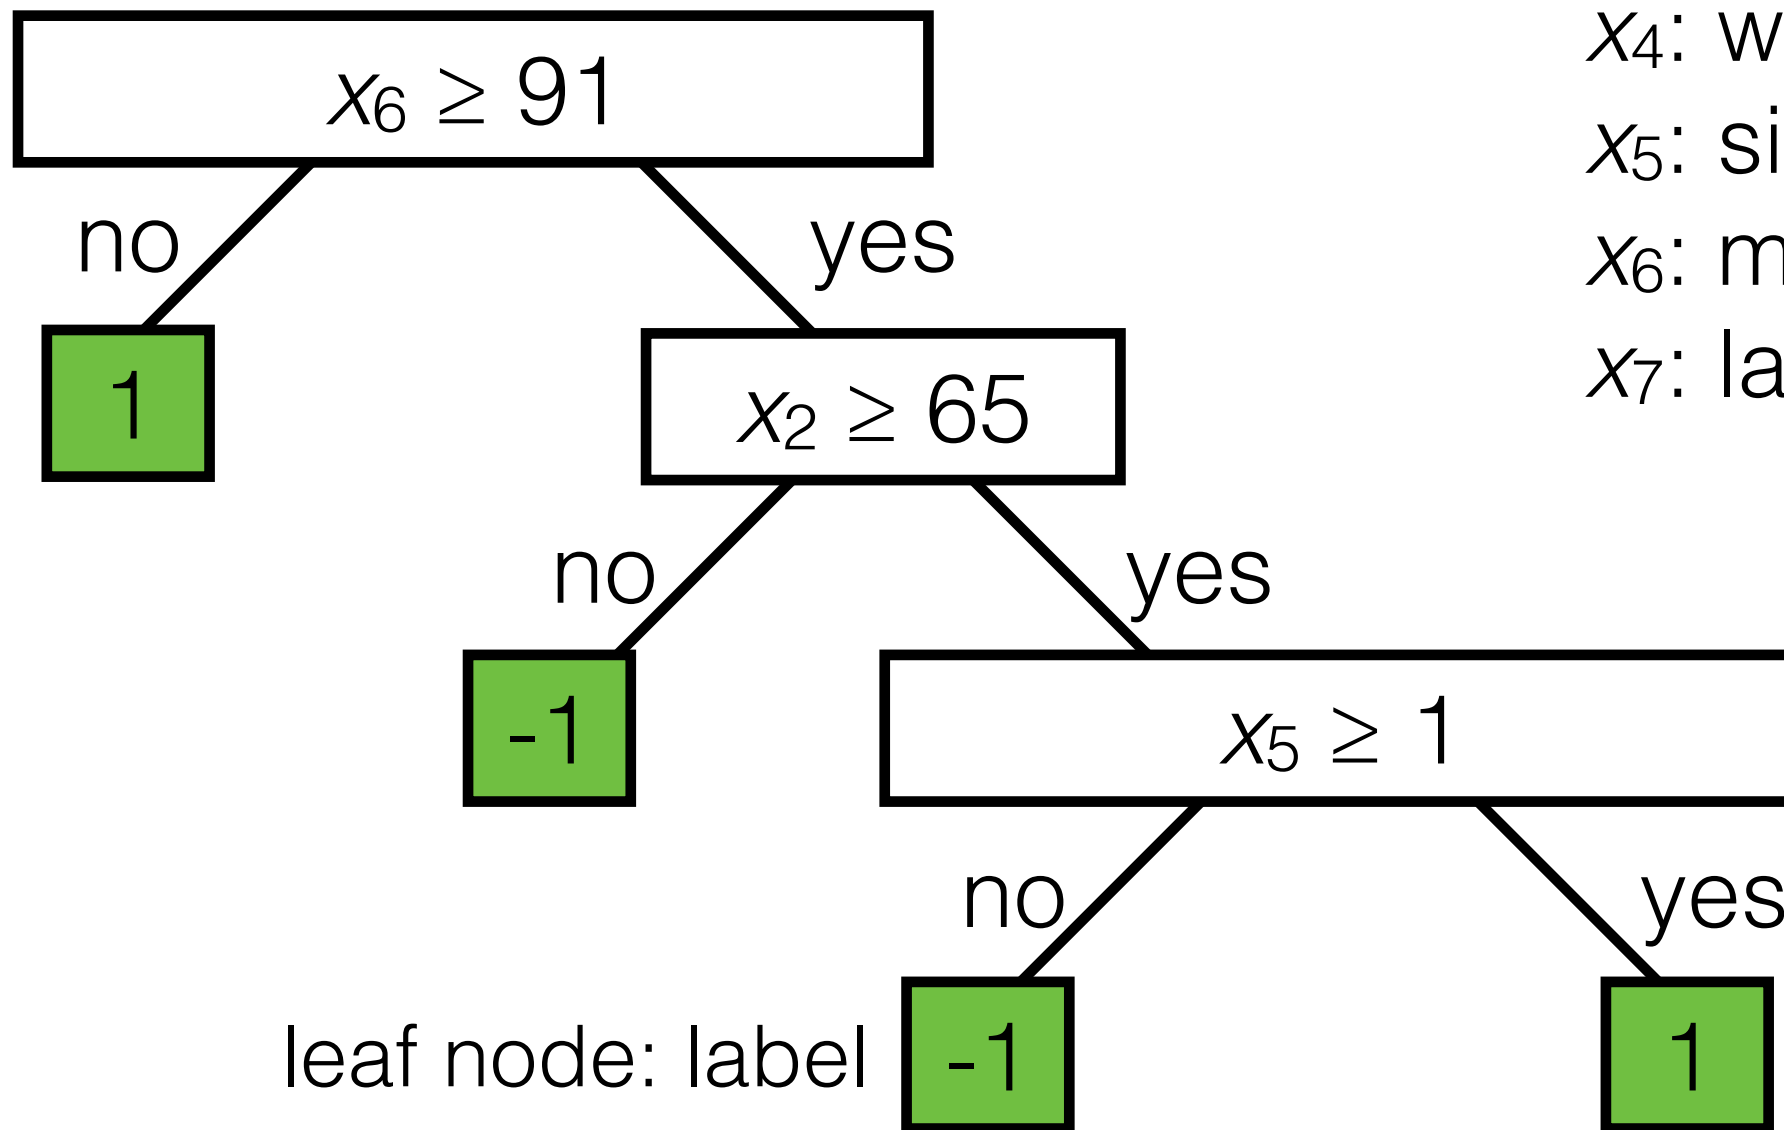 x6 ≥ 91
x4: w
x5: si
x6: m
x7: la
no
yes
1
x2 ≥ 65
no
yes
-1
x5 ≥ 1
no
yes
leaf node: label
-1
1